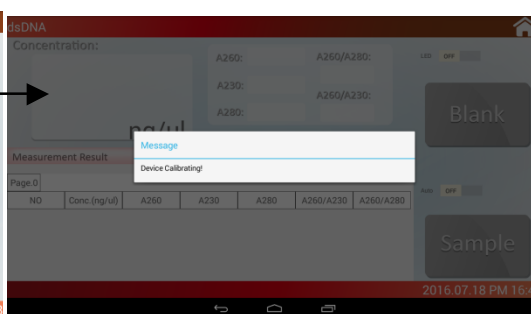 dsDNA
Concentration:
A260:
A260/A280:
LED
OFF
A230:
A260/A230:
A280:
Blank
ng/ul
Message
Device Calibrating!
Measurement Result
Page.0
NO
Conc.(ng/ul)
A260
A230
A280
A260/A230
A260/A280
Auto
OFF
Sample
2016.07.18 PM 16: